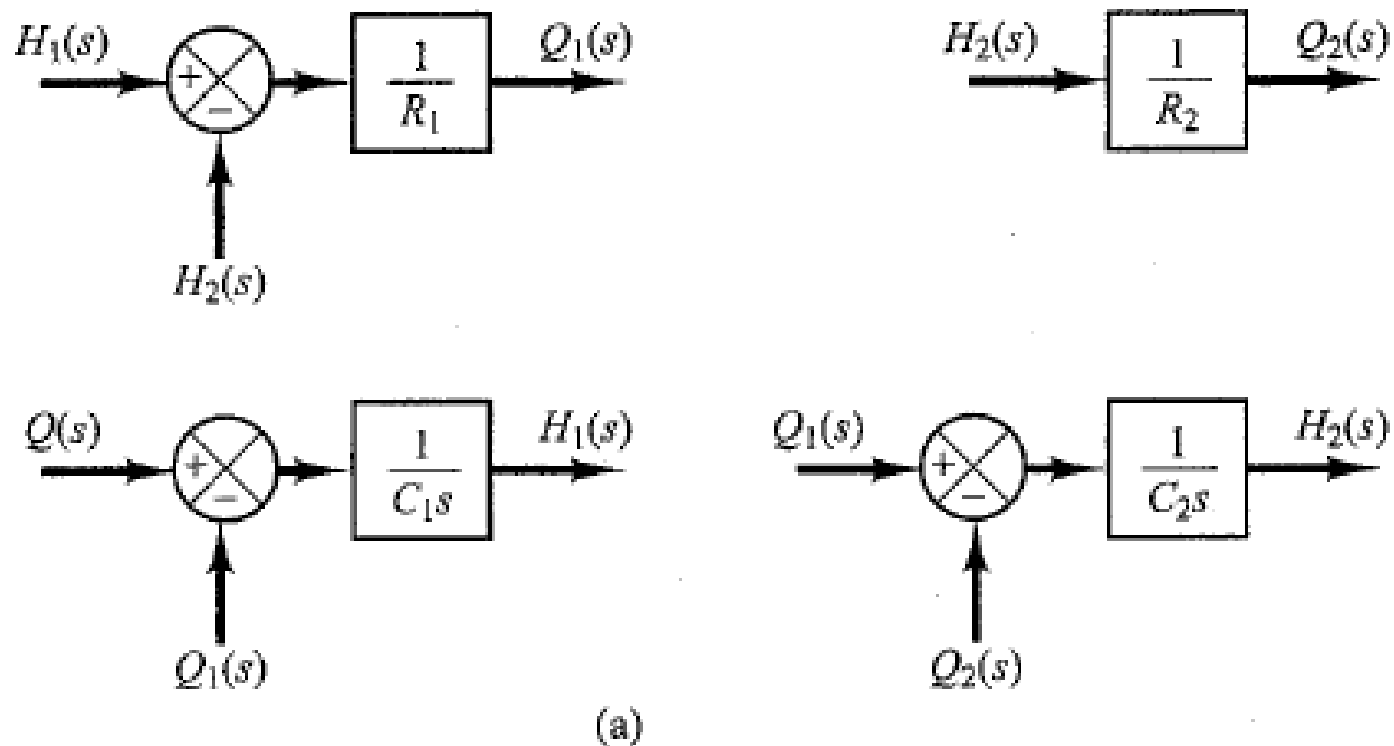 H₁(s)
+
−
1
R₁
Q₁(s)
H₂(s)
H₂(s)
1
R₂
Q₂(s)
Q(s)
+
−
1
C₁s
H₁(s)
Q₁(s)
Q₁(s)
+
−
1
C₂s
H₂(s)
Q₂(s)
(a)